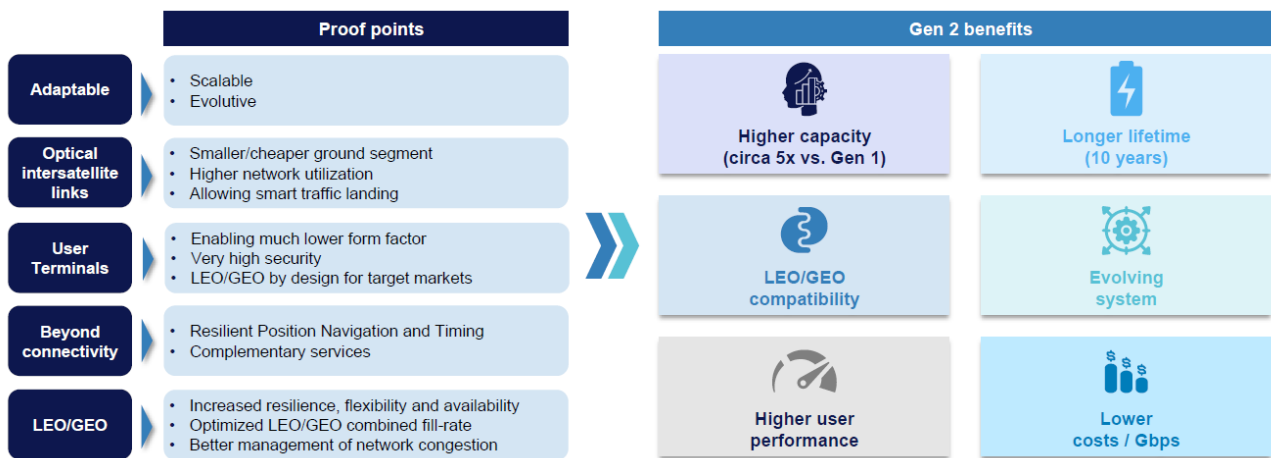 Proof points
Adaptable
• Scalable
• Evolutive
Optical
intersatellite
links
• Smaller/cheaper ground segment
• Higher network utilization
• Allowing smart traffic landing
User
Terminals
• Enabling much lower form factor
• Very high security
• LEO/GEO by design for target markets
Beyond
connectivity
• Resilient Position Navigation and Timing
• Complementary services
LEO/GEO
• Increased resilience, flexibility and availability
• Optimized LEO/GEO combined fill-rate
• Better management of network congestion
Gen 2 benefits
Higher capacity
(circa 5x vs. Gen 1)
Longer lifetime
(10 years)
LEO/GEO
compatibility
Evolving
system
Higher user
performance
$ $ $
Lower
costs / Gbps